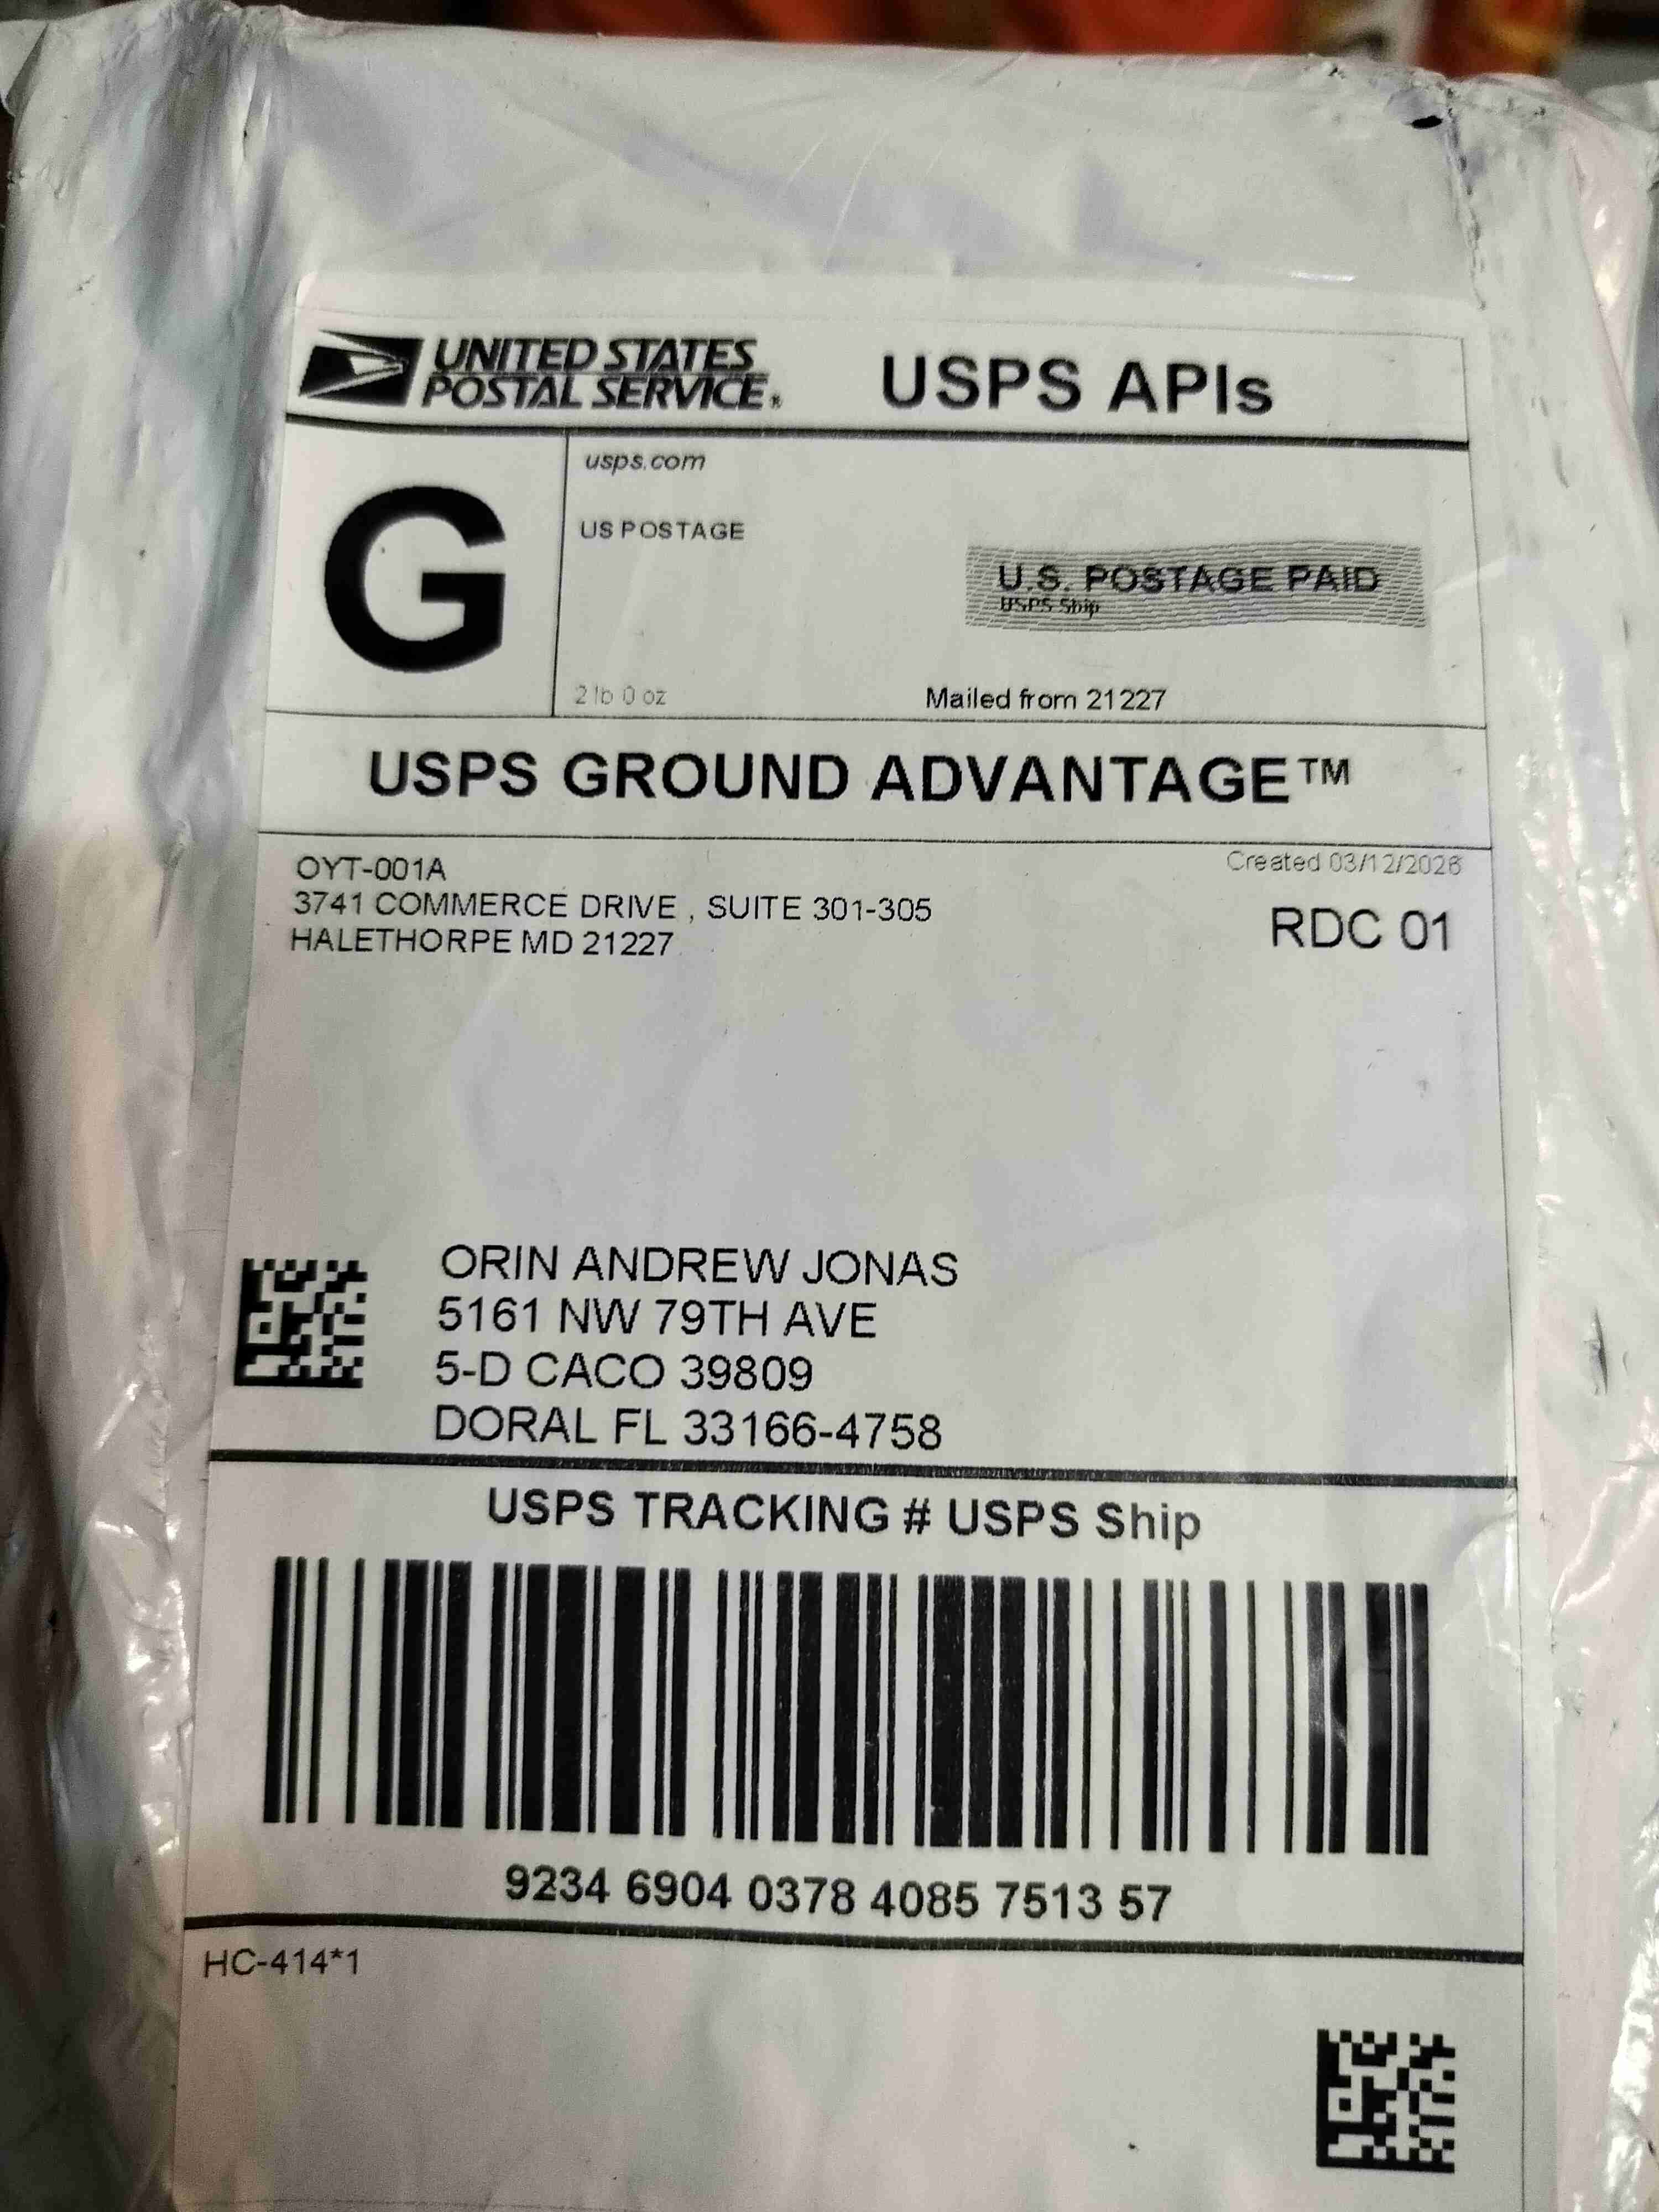 UNITED STATES
POSTAL SERVICE®
USPS APIs
G
usps.com
US POSTAGE
U.S. POSTAGE PAID
USPS Ship
2 lb 0 oz
Mailed from 21227
USPS GROUND ADVANTAGE™
OYT-001A
3741 COMMERCE DRIVE , SUITE 301-305
HALETHORPE MD 21227
Created 03/12/2026
RDC 01
ORIN ANDREW JONAS
5161 NW 79TH AVE
5-D CACO 39809
DORAL FL 33166-4758
USPS TRACKING # USPS Ship
9234 6904 0378 4085 7513 57
HC-414*1